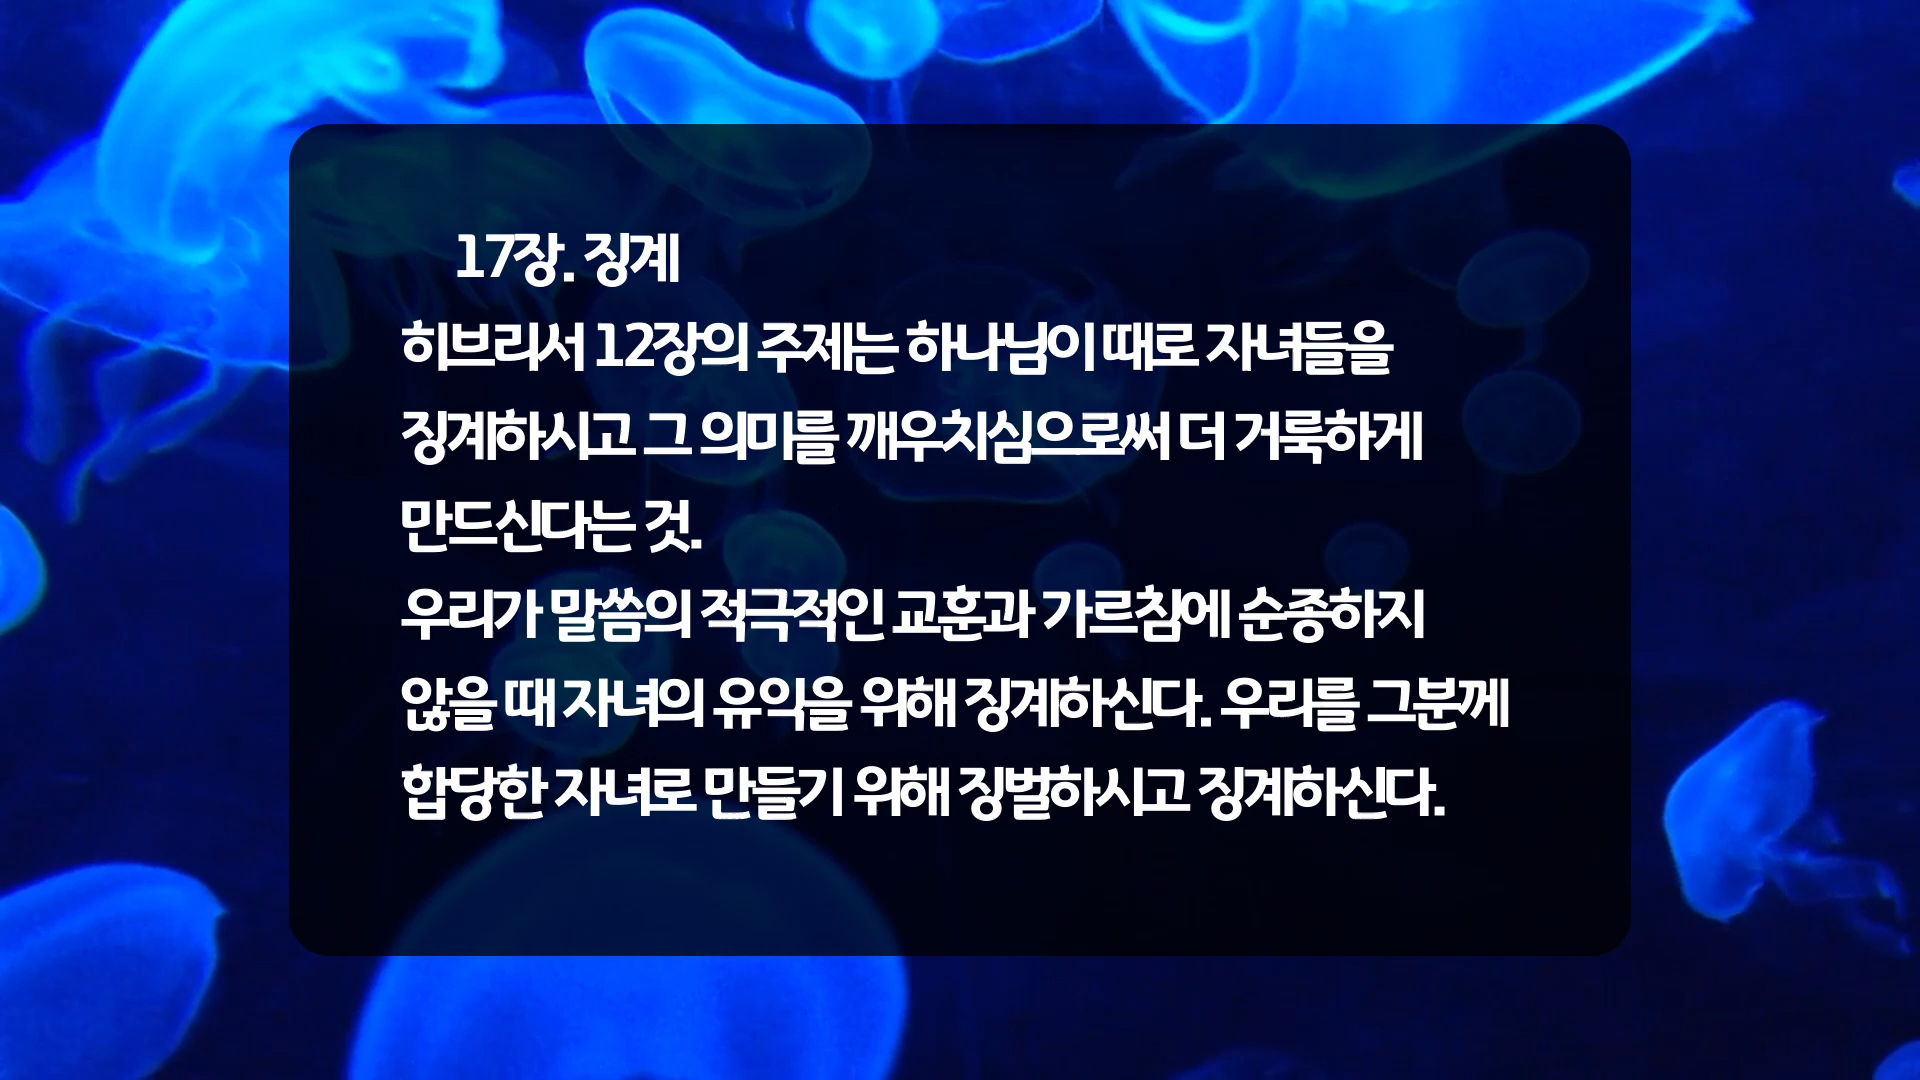 17장. 징계
히브리서 12장의 주제는 하나님이 때로 자녀들을
징계하시고 그 의미를 깨우치심으로써 더 거룩하게
만드신다는 것.
우리가 말씀의 적극적인 교훈과 가르침에 순종하지
않을 때 자녀의 유익을 위해 징계하신다. 우리를 그분께
합당한 자녀로 만들기 위해 징벌하시고 징계하신다.